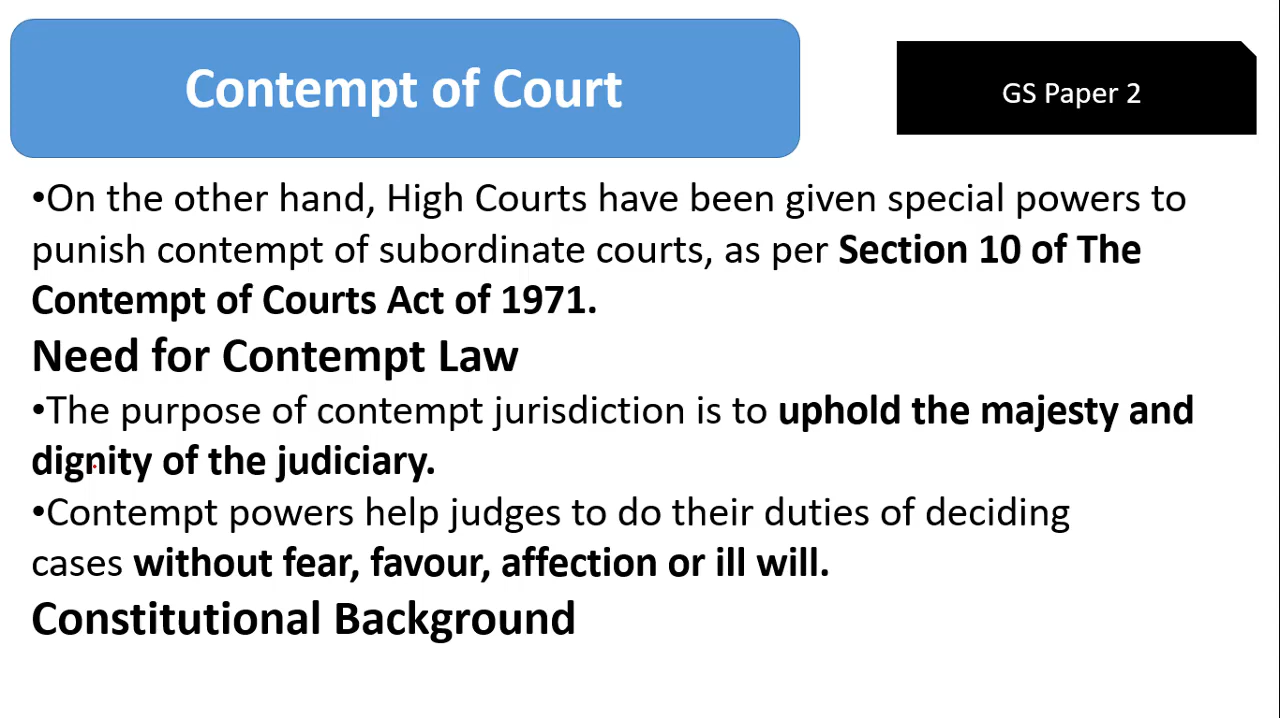 Contempt of Court
GS Paper 2
•On the other hand, High Courts have been given special powers to
punish contempt of subordinate courts, as per Section 10 of The
Contempt of Courts Act of 1971.
Need for Contempt Law
•The purpose of contempt jurisdiction is to uphold the majesty and
dignity of the judiciary.
•Contempt powers help judges to do their duties of deciding
cases without fear, favour, affection or ill will.
Constitutional Background